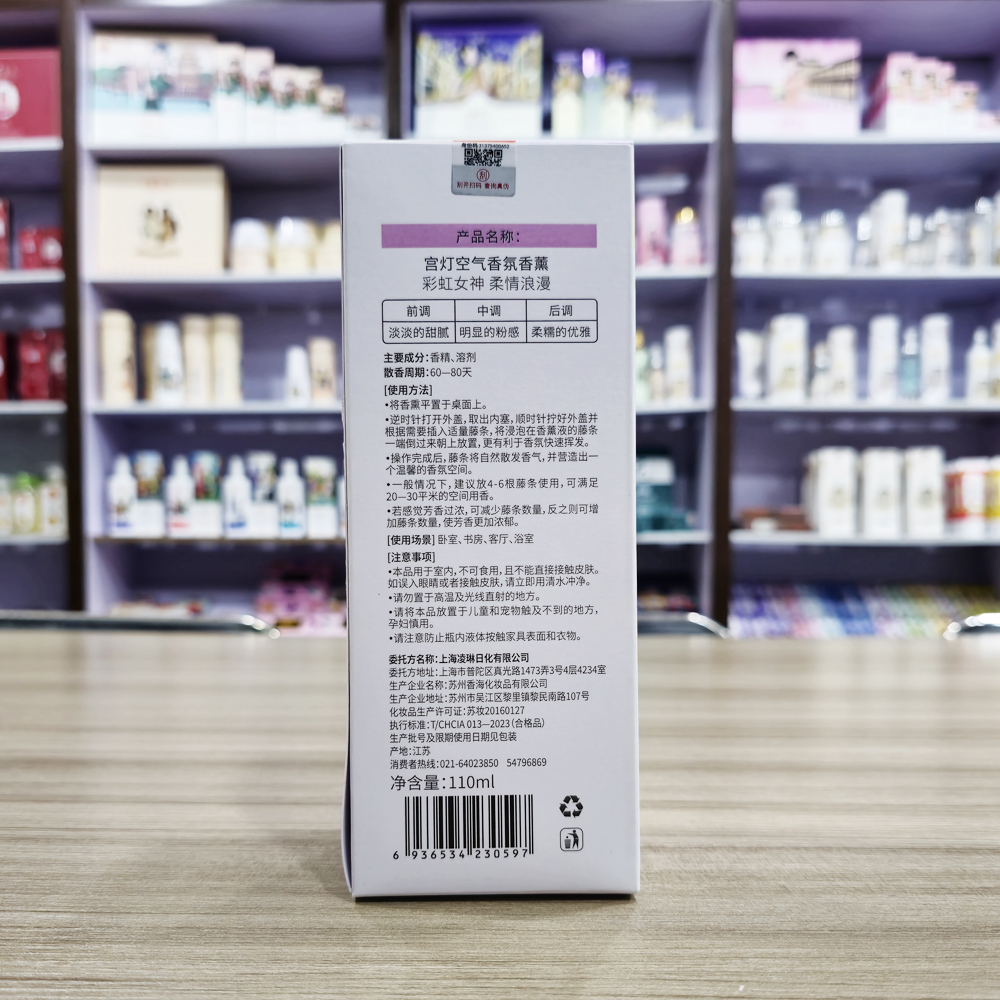 身份码 21375400652
刮
刮开扫码 查询真伪
产品名称：
宫灯空气香氛香薰
彩虹女神 柔情浪漫
前调 中调 后调
淡淡的甜腻 明显的粉感 柔糯的优雅
主要成分：香精、溶剂
散香周期：60—80天
[使用方法]
•将香熏平置于桌面上。
•逆时针打开外盖，取出内塞，顺时针拧好外盖并
根据需要插入适量藤条，将浸泡在香薰液的藤条
一端倒过来朝上放置，更有利于香氛快速挥发。
•操作完成后，藤条将自然散发香气，并营造出一
个温馨的香氛空间。
•一般情况下，建议放4-6根藤条使用，可满足
20—30平米的空间用香。
•若感觉芳香过浓，可减少藤条数量，反之则可增
加藤条数量，使芳香更加浓郁。
[使用场景] 卧室、书房、客厅、浴室
[注意事项]
•本品用于室内，不可食用，且不能直接接触皮肤。
如误入眼睛或者接触皮肤，请立即用清水冲净。
•请勿置于高温及光线直射的地方。
•请将本品放置于儿童和宠物触及不到的地方，
孕妇慎用。
•请注意防止瓶内液体按触家具表面和衣物。
委托方名称：上海凌琳日化有限公司
委托方地址：上海市普陀区真光路1473弄3号4层4234室
生产企业名称：苏州香海化妆品有限公司
生产企业地址：苏州市吴江区黎里镇黎民南路107号
化妆品生产许可证：苏妆20160127
执行标准：T/CHCIA 013—2023（合格品）
生产批号及限期使用日期见包装
产地：江苏
消费者热线：021-64023850 54796869
净含量：110ml
6 936534 230597